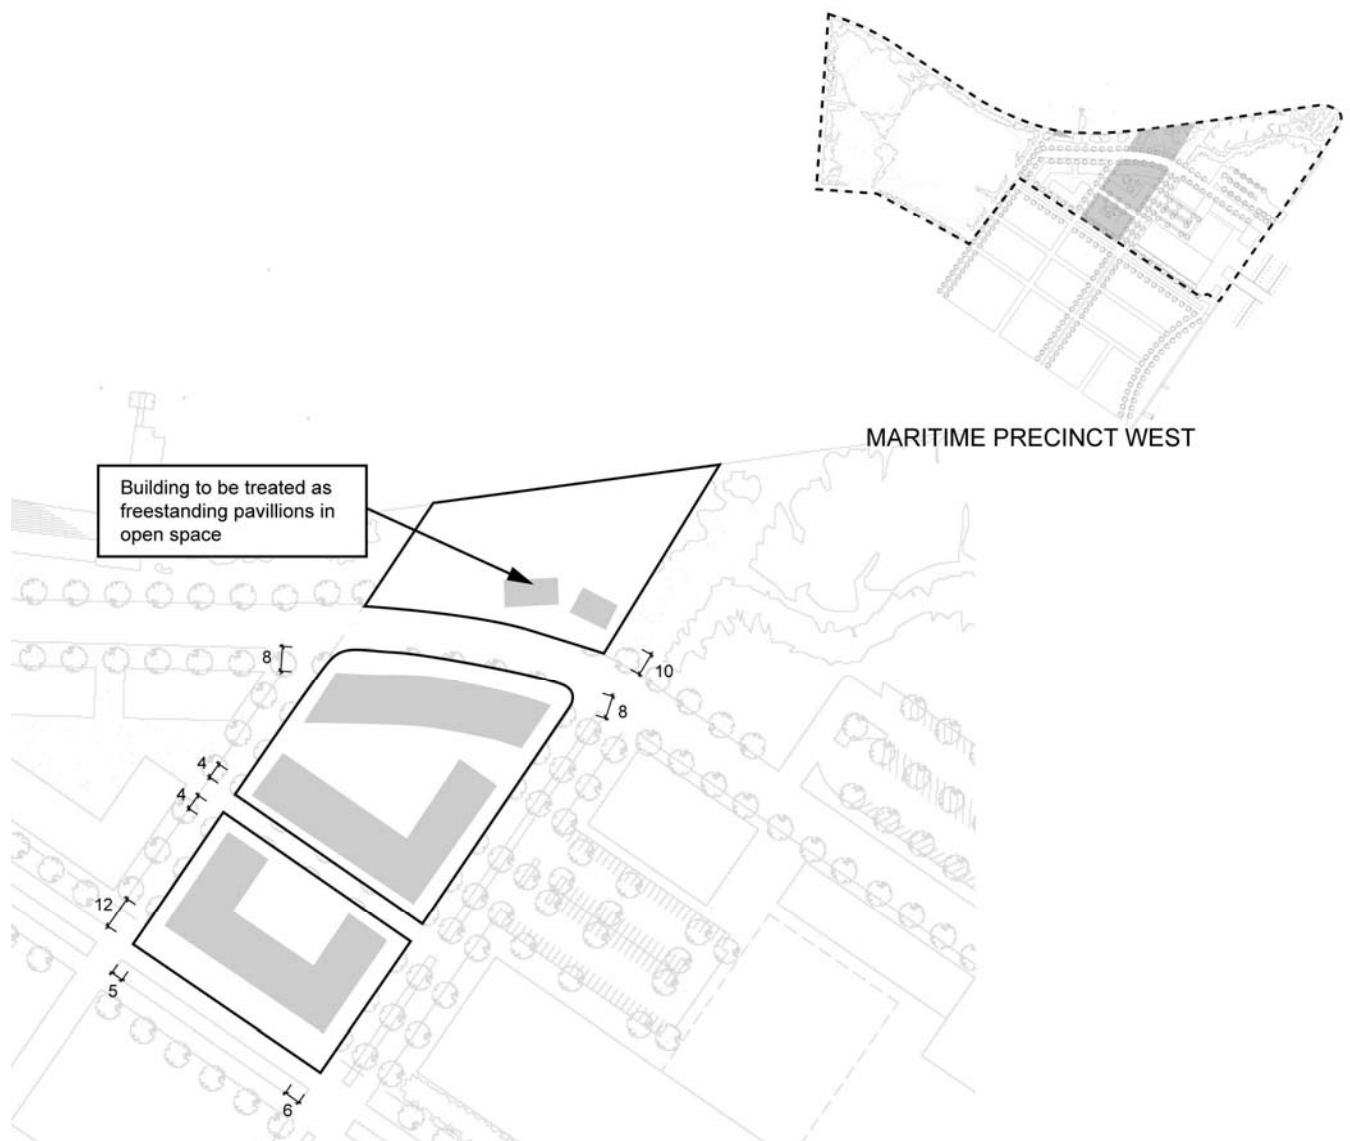 MARITIME PRECINCT WEST
Building to be treated as
freestanding pavillions in
open space
8
10
8
4
4
12
5
6